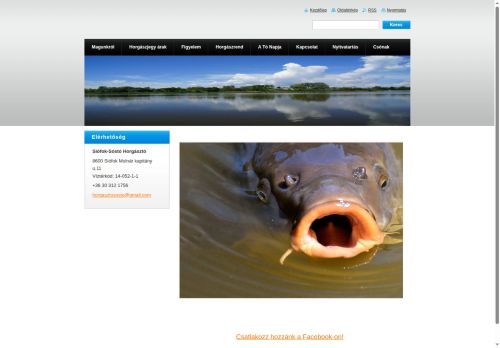 Kezdőlap Oldaltérkép RSS Nyomtatás
Keres
Magunkról Horgászjegy árak Figyelem Horgászrend A Tó Napja Kapcsolat Nyitvatartás Csónak
Elérhetőség
Siófok-Sóstó Horgásztó
8600 Siófok Molnár kapitány
u.11
Víztérkód: 14-052-1-1
+36 30 312 1756
Csatlakozz hozzánk a Facebook-on!